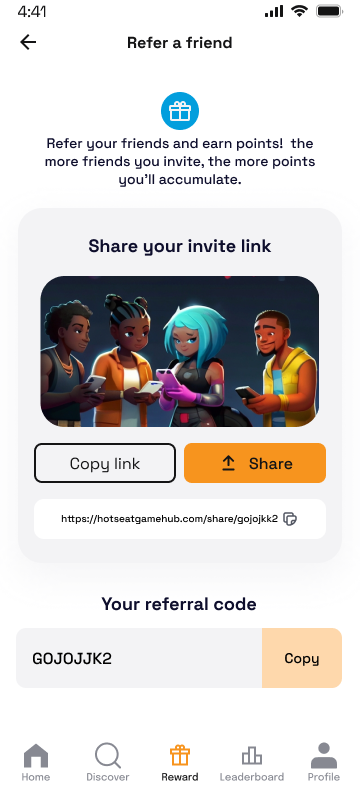 4:41
Refer a friend
Refer your friends and earn points! the
more friends you invite, the more points
you'll accumulate.
Share your invite link
Copy link
Share
https://hotseatgamehub.com/share/gojojkk2
Your referral code
GOJOJJK2
Copy
Home
Discover
Reward
Leaderboard
Profile